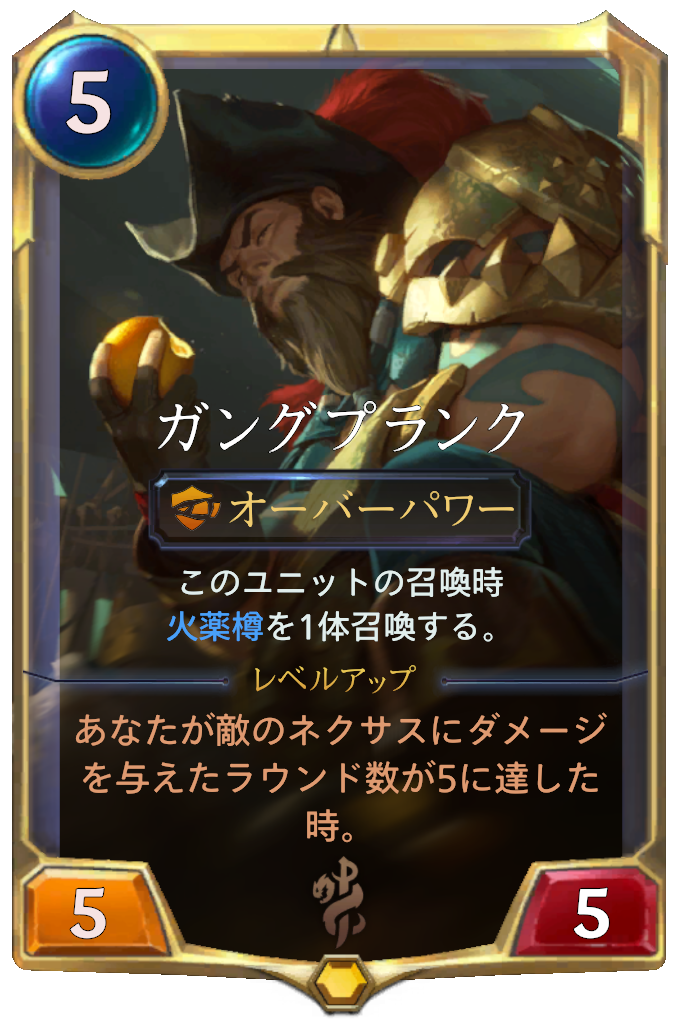 5
ガングプランク
オーバーパワー
このユニットの召喚時
火薬樽を1体召喚する。
レベルアップ
あなたが敵のネクサスにダメージ
を与えたラウンド数が5に達した
時。
5
5